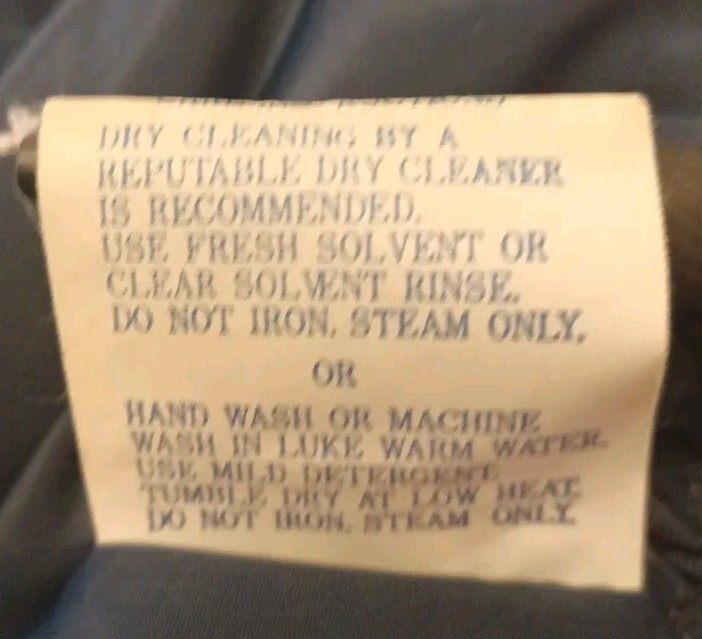 DRY CLEANING BY A
REPUTABLE DRY CLEANER
IS RECOMMENDED.
USE FRESH SOLVENT OR
CLEAR SOLVENT RINSE.
DO NOT IRON. STEAM ONLY.
OR
HAND WASH OR MACHINE
WASH IN LUKE WARM WATER.
USE MILD DETERGENT
TUMBLE DRY AT LOW HEAT.
DO NOT IRON. STEAM ONLY.